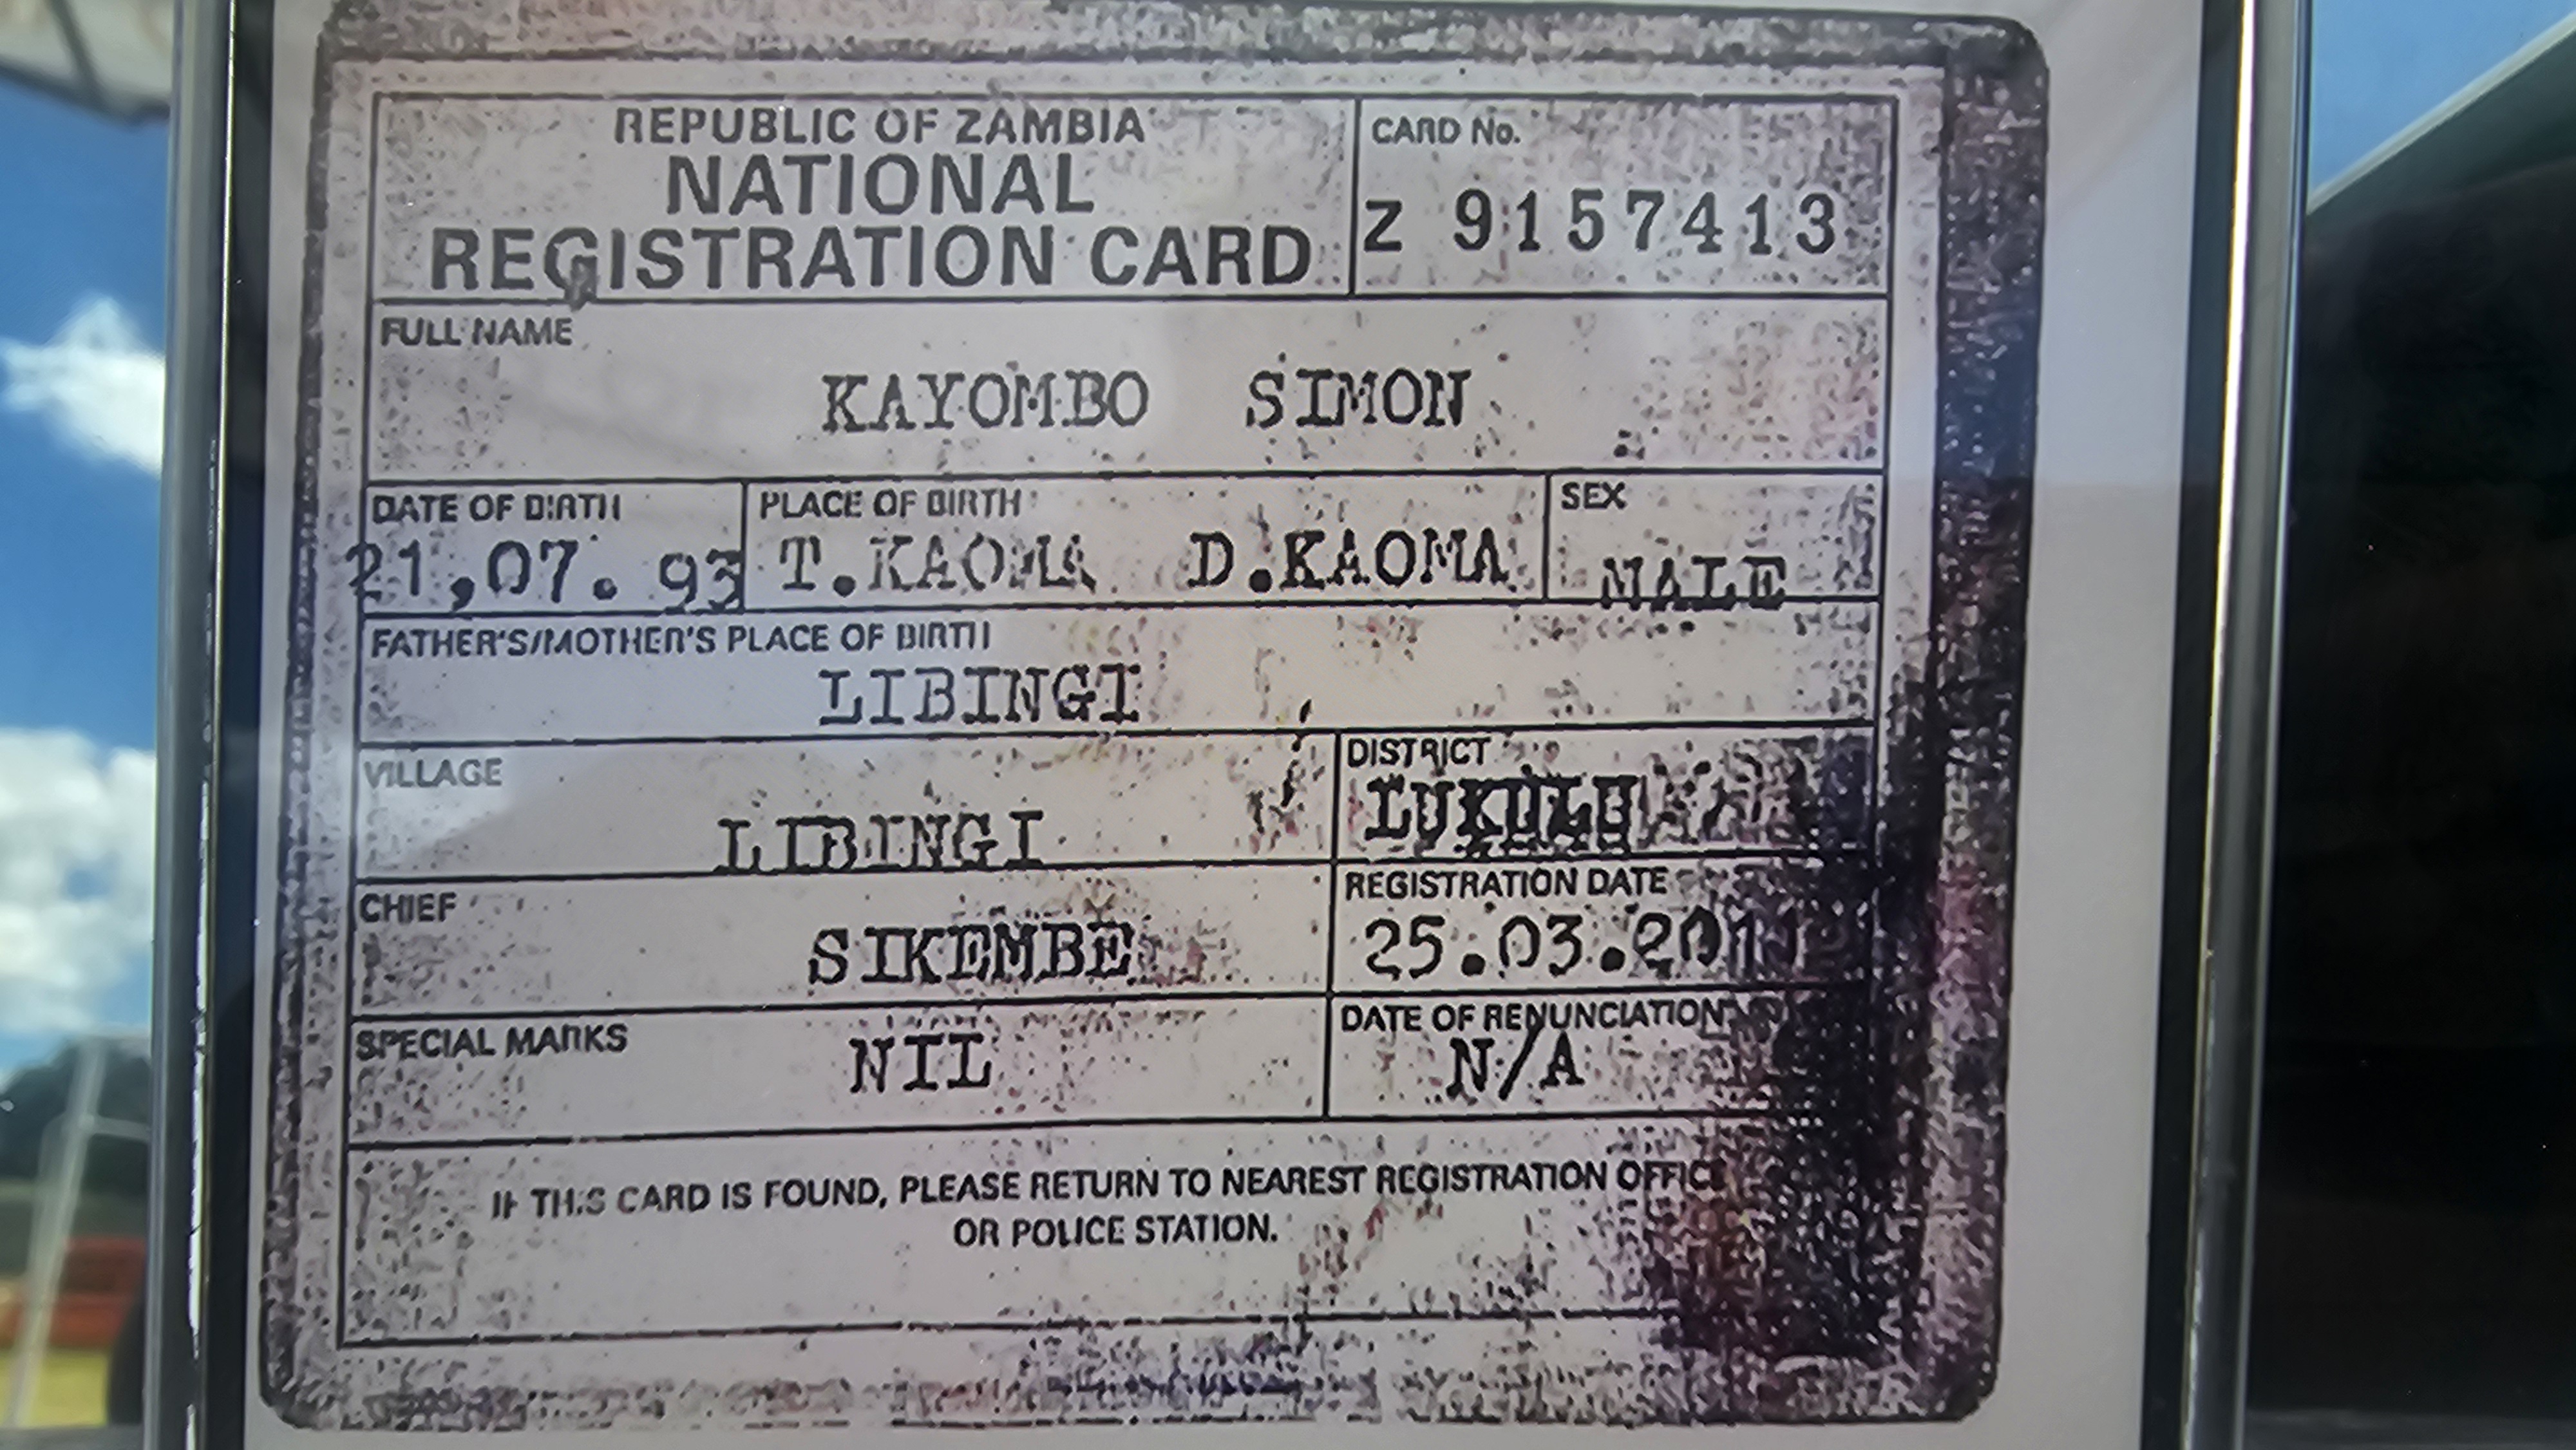 REPUBLIC OF ZAMBIA
NATIONAL
REGISTRATION CARD
CARD No.
Z 9157413
FULL NAME
KAYOMBO SIMON
DATE OF BIRTH
21,07. 93
PLACE OF BIRTH
T.KAOMA D.KAOMA
SEX
MALE
FATHER'S/MOTHER'S PLACE OF BIRTH
LIBINGI
VILLAGE
LIBINGI
DISTRICT
LUKULU
CHIEF
SIKEMBE
REGISTRATION DATE
25.03.
SPECIAL MARKS
NIL
DATE OF RENUNCIATION
N/A
IF THIS CARD IS FOUND, PLEASE RETURN TO NEAREST REGISTRATION OFFICE
OR POLICE STATION.